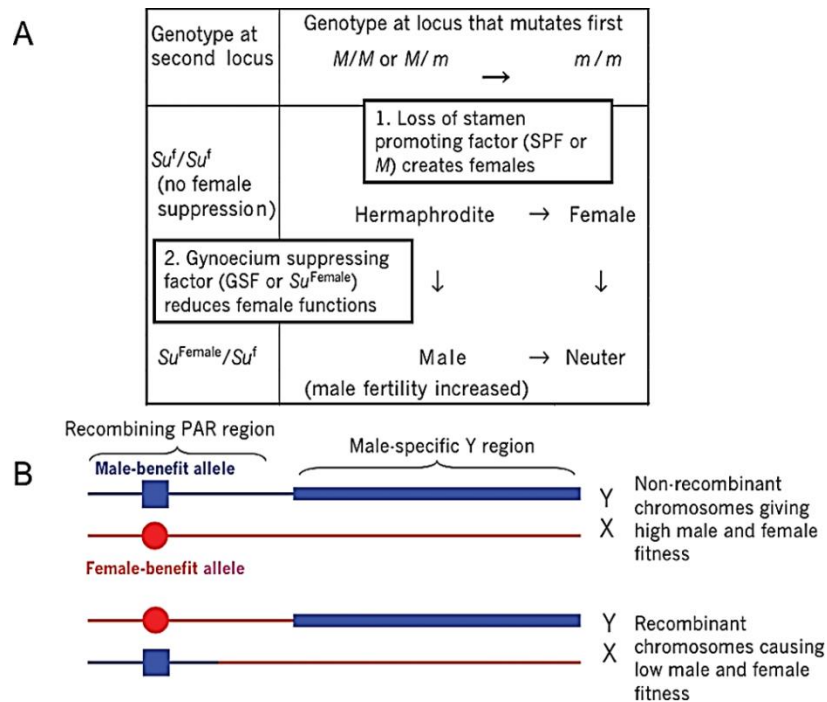 A
Genotype at
second locus
Genotype at locus that mutates first
M/M or M/m → m/m
1. Loss of stamen
promoting factor (SPF or
M) creates females
Suᶠ/Suᶠ
(no female
suppression)
Hermaphrodite → Female
2. Gynoecium suppressing
factor (GSF or Suᶠᵉᵐᵃˡᵉ)
reduces female functions
↓ ↓
Suᶠᵉᵐᵃˡᵉ/Suᶠ
Male → Neuter
(male fertility increased)
B
Recombining PAR region
Male-specific Y region
Male-benefit allele
Y
X
Non-recombinant
chromosomes giving
high male and female
fitness
Female-benefit allele
Y
X
Recombinant
chromosomes causing
low male and female
fitness